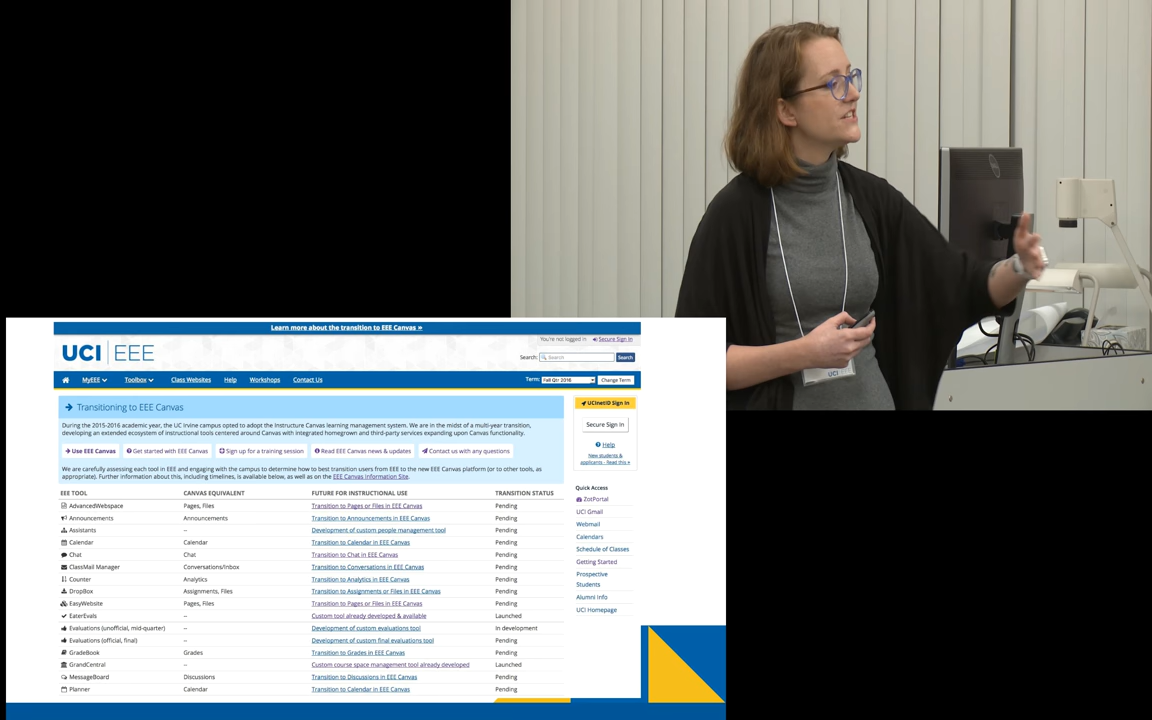 Learn more about the transition to EEE Canvas »
You're not logged in Secure Sign In
UCI | EEE
Search: Search Search
MyEEE Toolbox Class Websites Help Workshops Contact Us Term: Fall Qtr 2016 Change Term
Transitioning to EEE Canvas
During the 2015-2016 academic year, the UC Irvine campus opted to adopt the Instructure Canvas learning management system. We are in the midst of a multi-year transition,
developing an extended ecosystem of instructional tools centered around Canvas with integrated homegrown and third-party services expanding upon Canvas functionality.
Use EEE Canvas Get started with EEE Canvas Sign up for a training session Read EEE Canvas news & updates Contact us with any questions
We are carefully assessing each tool in EEE and engaging with the campus to determine how to best transition users from EEE to the new EEE Canvas platform (or to other tools, as
appropriate). Further information about this, including timelines, is available below, as well as on the EEE Canvas Information Site.
EEE TOOL CANVAS EQUIVALENT FUTURE FOR INSTRUCTIONAL USE TRANSITION STATUS
AdvancedWebspace Pages, Files Transition to Pages or Files in EEE Canvas Pending
Announcements Announcements Transition to Announcements in EEE Canvas Pending
Assistants -- Development of custom people management tool Pending
Calendar Calendar Transition to Calendar in EEE Canvas Pending
Chat Chat Transition to Chat in EEE Canvas Pending
ClassMail Manager Conversations/Inbox Transition to Conversations in EEE Canvas Pending
Counter Analytics Transition to Analytics in EEE Canvas Pending
DropBox Assignments, Files Transition to Assignments or Files in EEE Canvas Pending
EasyWebsite Pages, Files Transition to Pages or Files in EEE Canvas Pending
EaterEvals -- Custom tool already developed & available Launched
Evaluations (unofficial, mid-quarter) -- Development of custom evaluations tool In development
Evaluations (official, final) -- Development of custom final evaluations tool Pending
GradeBook Grades Transition to Grades in EEE Canvas Pending
GrandCentral -- Custom course space management tool already developed Launched
MessageBoard Discussions Transition to Discussions in EEE Canvas Pending
Planner Calendar Transition to Calendar in EEE Canvas Pending
UCInetID Sign In
Secure Sign In
Help
New students &
applicants - Read this »
Quick Access
ZotPortal
UCI Gmail
Webmail
Calendars
Schedule of Classes
Getting Started
Prospective
Students
Alumni Info
UCI Homepage
UCI